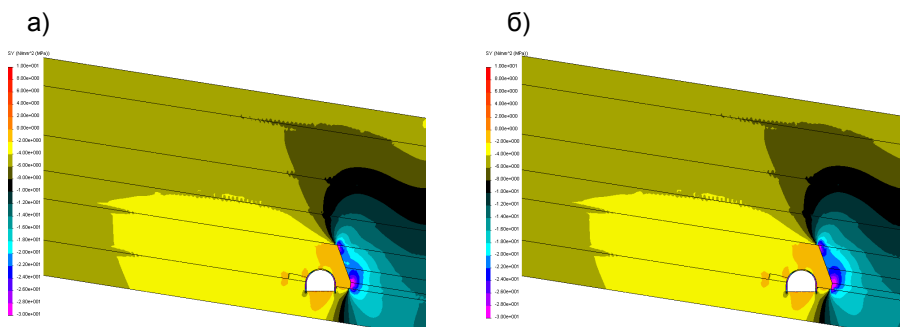 а)
SY (N/mm^2 (MPa))
1.00e+001
8.00e+000
6.00e+000
4.00e+000
2.00e+000
0.00e+000
-2.00e+000
-4.00e+000
-6.00e+000
-8.00e+000
-1.00e+001
-1.20e+001
-1.40e+001
-1.60e+001
-1.80e+001
-2.00e+001
-2.20e+001
-2.40e+001
-2.60e+001
-2.80e+001
-3.00e+001
б)
SY (N/mm^2 (MPa))
1.00e+001
8.00e+000
6.00e+000
4.00e+000
2.00e+000
0.00e+000
-2.00e+000
-4.00e+000
-6.00e+000
-8.00e+000
-1.00e+001
-1.20e+001
-1.40e+001
-1.60e+001
-1.80e+001
-2.00e+001
-2.20e+001
-2.40e+001
-2.60e+001
-2.80e+001
-3.00e+001